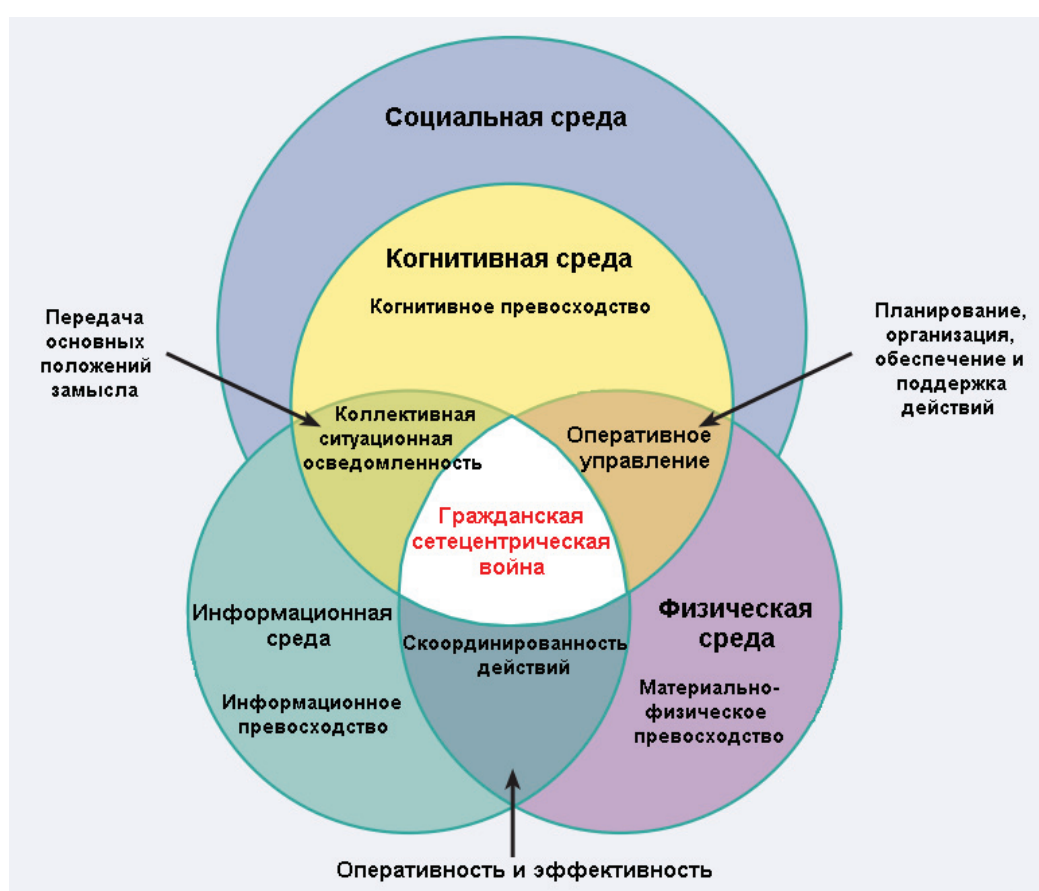 Социальная среда
Когнитивная среда
Когнитивное превосходство
Передача
основных
положений
замысла
Планирование,
организация,
обеспечение и
поддержка
действий
Коллективная
ситуационная
осведомленность
Оперативное
управление
Гражданская
сетецентрическая
война
Информационная
среда
Информационное
превосходство
Скоординированность
действий
Физическая
среда
Материально-
физическое
превосходство
Оперативность и эффективность